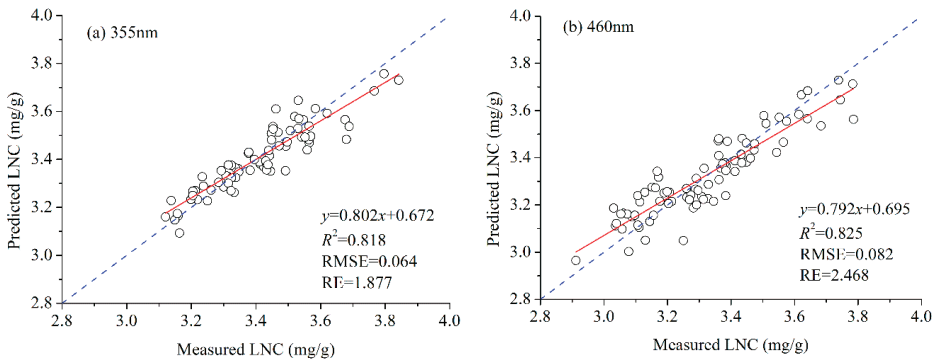 (a) 355nm
Predicted LNC (mg/g)
4.0
3.8
3.6
3.4
3.2
3.0
2.8
y=0.802x+0.672
R²=0.818
RMSE=0.064
RE=1.877
2.8 3.0 3.2 3.4 3.6 3.8 4.0
Measured LNC (mg/g)
(b) 460nm
Predicted LNC (mg/g)
4.0
3.8
3.6
3.4
3.2
3.0
2.8
y=0.792x+0.695
R²=0.825
RMSE=0.082
RE=2.468
2.8 3.0 3.2 3.4 3.6 3.8 4.0
Measured LNC (mg/g)